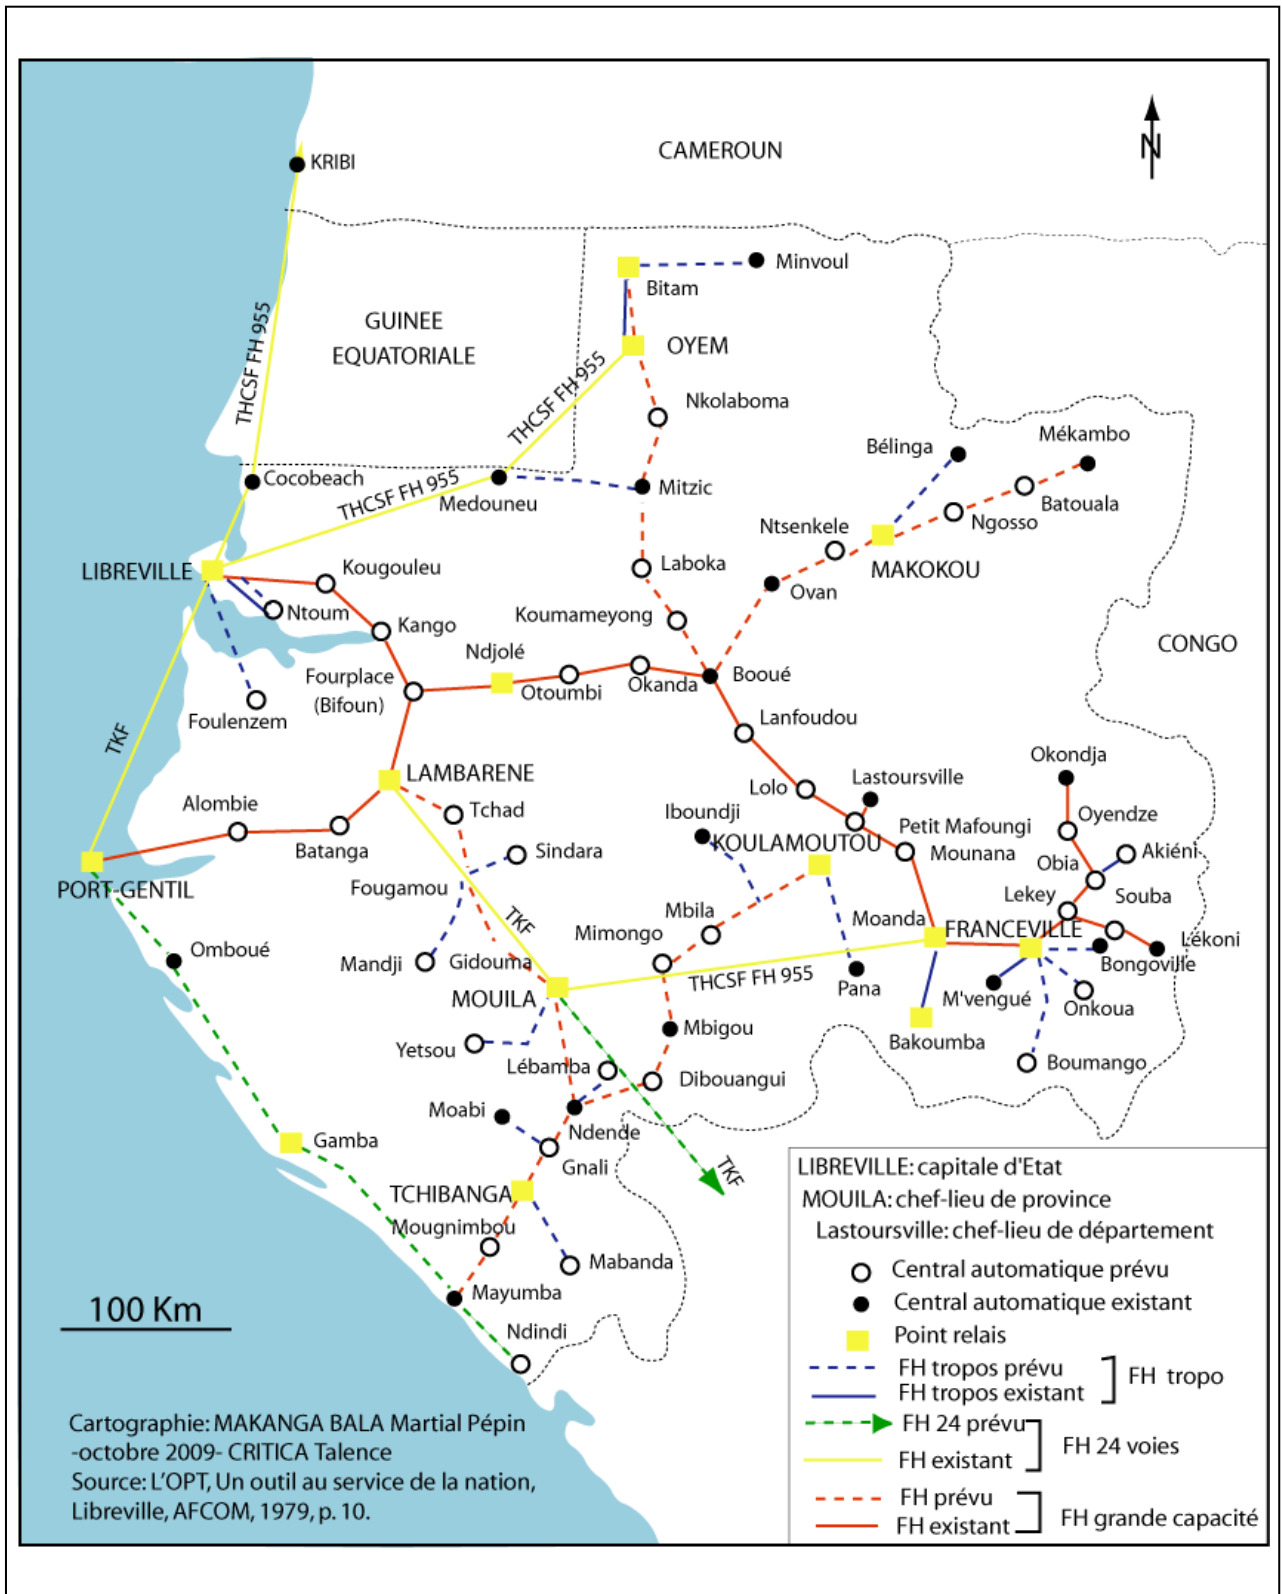 CAMEROUN
N
KRIBI
Minvoul
Bitam
GUINEE
EQUATORIALE
OYEM
THCSF FH 955
THCSF FH 955
Nkolaboma
Bélinga
Mékambo
Cocobeach
THCSF FH 955
Medouneu
Mitzic
Batouala
Ngosso
Ntsenkele
LIBREVILLE
Kougouleu
Laboka
MAKOKOU
Ovan
Ntoum
Kango
Koumameyong
CONGO
Ndjolé
Fourplace
(Bifoun)
Otoumbi
Okanda
Booué
Foulenzem
Lanfoudou
TKF
Okondja
LAMBARENE
Lolo
Lastoursville
Alombie
Tchad
Iboundji
Oyendze
Petit Mafoungi
KOULAMOUTOU
Batanga
Sindara
Mounana
Akiéni
Obia
PORT-GENTIL
Fougamou
Lekey
Souba
TKF
Mbila
Moanda
FRANCEVILLE
Mimongo
Lékoni
Omboué
Mandji
Gidouma
Bongoville
MOUILA
THCSF FH 955
Pana
M'vengué
Onkoua
Mbigou
Bakoumba
Yetsou
Lébamba
Boumango
Dibouangui
Moabi
Ndende
Gamba
Gnali
TKF
TCHIBANGA
Mougnimbou
Mabanda
Mayumba
Ndindi
100 Km
LIBREVILLE: capitale d'Etat
MOUILA: chef-lieu de province
Lastoursville: chef-lieu de département
Central automatique prévu
Central automatique existant
Point relais
FH tropos prévu
FH tropos existant
FH tropo
FH 24 prévu
FH existant
FH 24 voies
FH prévu
FH existant
FH grande capacité
Cartographie: MAKANGA BALA Martial Pépin
-octobre 2009- CRITICA Talence
Source: L'OPT, Un outil au service de la nation,
Libreville, AFCOM, 1979, p. 10.